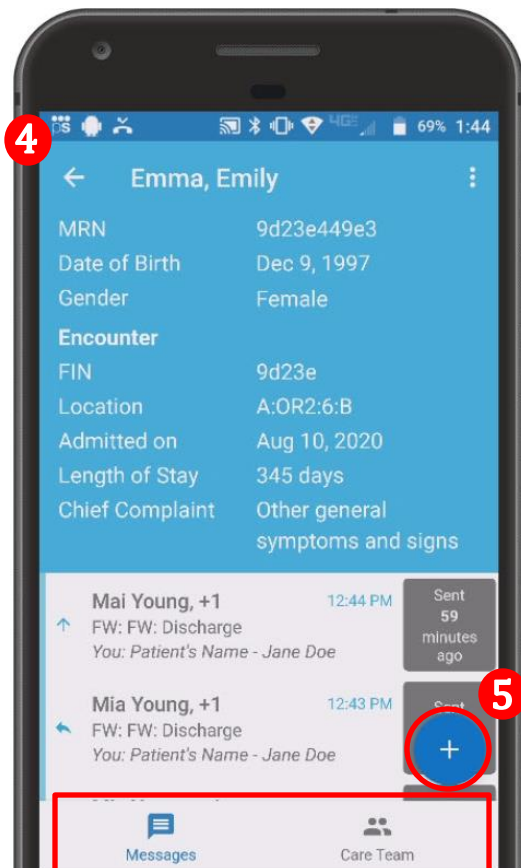 4
ps 4GE 69% 1:44
Emma, Emily
MRN 9d23e449e3
Date of Birth Dec 9, 1997
Gender Female
Encounter
FIN 9d23e
Location A:OR2:6:B
Admitted on Aug 10, 2020
Length of Stay 345 days
Chief Complaint Other general
symptoms and signs
Mai Young, +1 12:44 PM
FW: FW: Discharge
You: Patient's Name - Jane Doe
Sent
59
minutes
ago
Mia Young, +1 12:43 PM
FW: FW: Discharge
You: Patient's Name - Jane Doe
Sent
5
+
Messages Care Team